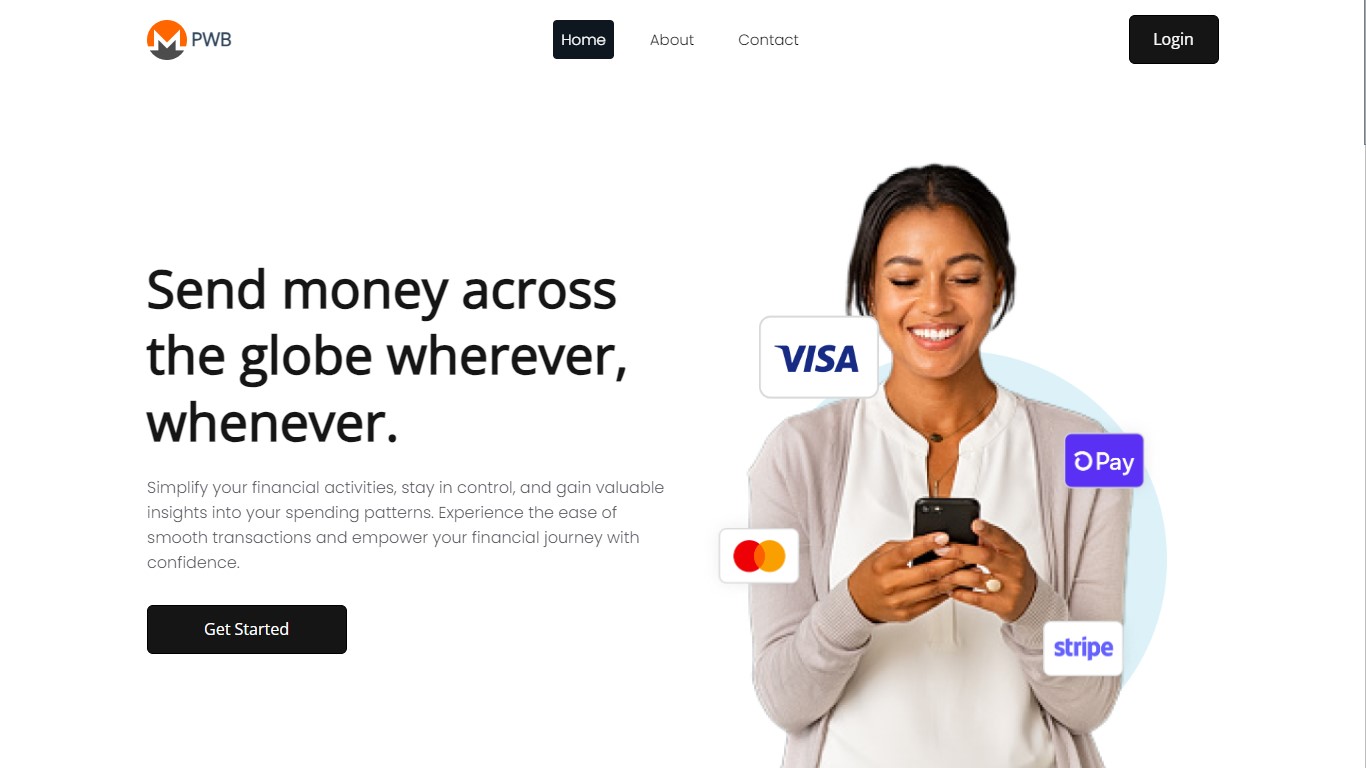 PWB
Home
About
Contact
Login
Send money across
the globe wherever,
whenever.
Simplify your financial activities, stay in control, and gain valuable
insights into your spending patterns. Experience the ease of
smooth transactions and empower your financial journey with
confidence.
Get Started
VISA
Pay
stripe